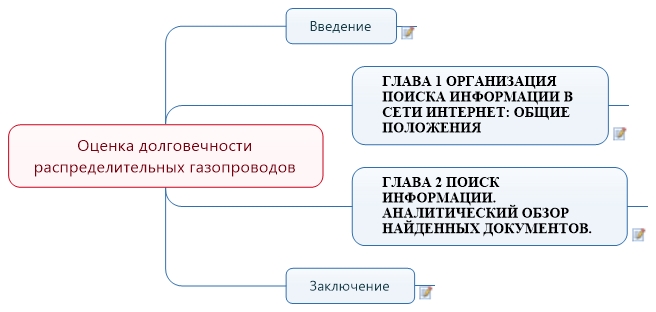 Введение
ГЛАВА 1 ОРГАНИЗАЦИЯ
ПОИСКА ИНФОРМАЦИИ В
СЕТИ ИНТЕРНЕТ: ОБЩИЕ
ПОЛОЖЕНИЯ
Оценка долговечности
распределительных газопроводов
ГЛАВА 2 ПОИСК
ИНФОРМАЦИИ.
АНАЛИТИЧЕСКИЙ ОБЗОР
НАЙДЕННЫХ ДОКУМЕНТОВ.
Заключение